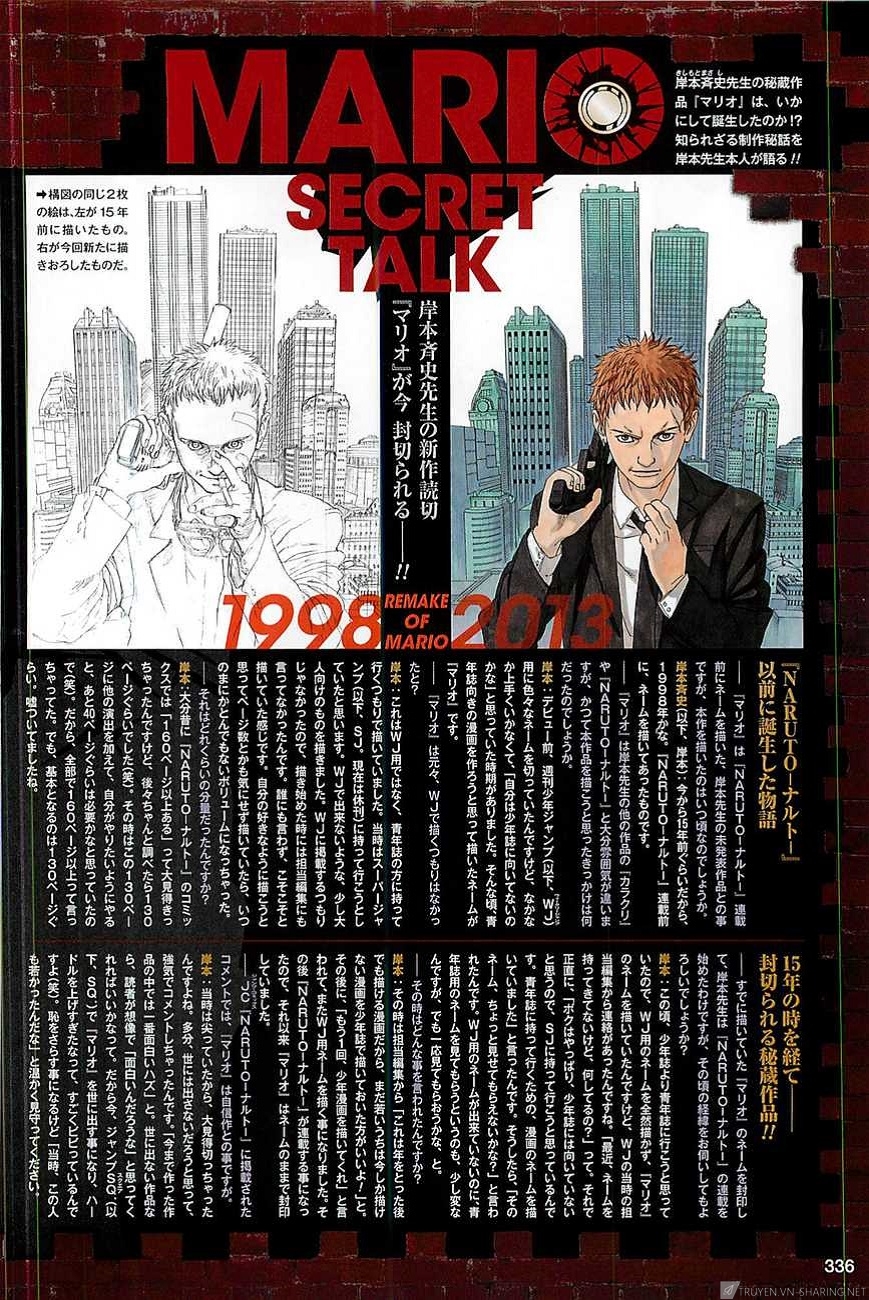 MARIO
SECRET
TALK
きしもとまさし
岸本斉史先生の秘蔵作
品『マリオ』は、いか
にして誕生したのか!?
知られざる制作秘話を
岸本先生本人が語る!!
➡構図の同じ2枚
の絵は、左が15年
前に描いたもの。
右が今回新たに描
きおろしたものだ。
岸本斉史先生の新作読切
『マリオ』が今 封切られる――!!
1998
REMAKE
OF
MARIO
2013
『NARUTO―ナルト―』
以前に誕生した物語
――『マリオ』は『NARUTO―ナルト―』連載
前にネームを描いた、岸本先生の未発表作品との事
ですが、本作を描いたのはいつ頃なのでしょうか。
岸本斉史(以下、岸本):今から15年前ぐらいだから、
1998年かな。『NARUTO―ナルト―』連載前
に、ネームを描いてあったものです。
――『マリオ』は岸本先生の他の作品の『カラクリ』
や『NARUTO―ナルト―』と大分雰囲気が違いま
すが、かつて本作品を描こうと思ったきっかけは何
だったのでしょうか。
岸本:デビュー前、週刊少年ジャンプ(以下、WJ)
用に色々なネームを切っていたんですけど、なかな
か上手くいかなくて、「自分は少年誌に向いてないの
かな」と思っていた時期がありました。そんな頃、青
年誌向きの漫画を作ろうと思って描いたネームが
『マリオ』です。
――『マリオ』は元々、WJで描くつもりはなかっ
たと?
岸本:これはWJ用ではなく、青年誌の方に持って
行くつもりで描いていました。当時はスーパージャ
ンプ(以下、SJ。現在は休刊)に持って行こうとし
ていたと思います。WJで出来ないような、少し大
人向けのものを描きました。WJに掲載するつもり
じゃなかったので、描き始めた時には担当編集にも
言ってなかったんです。誰にも言わず、こそこそと
描いていた感じです。自分の好きなように描こうと
思ってページ数とかも気にせず描いていたら、いつ
のまにかとんでもないボリュームになっちゃった。
――それはどれくらいの分量だったんですか?
岸本:大分昔に『NARUTO―ナルト―』のコミッ
クスでは「160ページ以上ある」って大見得きっ
ちゃったんですけど、後々ちゃんと調べたら130
ページぐらいでした(笑)。その時はこの130ペー
ジに他の演出を加えて、自分がやりたいようにやる
と、あと40ページぐらいは必要かなと思っていたの
で(笑)。だから、全部で160ページ以上って言っ
ちゃってた。でも、基本となるのは130ページぐ
らい。嘘ついてましたね。
15年の時を経て――
封切られる秘蔵作品!!
――すでに描いていた『マリオ』のネームを封印し
て、岸本先生は『NARUTO―ナルト―』の連載を
始めたわけですが、その頃の経緯をお伺いしてもよ
ろしいでしょうか?
岸本:この頃、少年誌より青年誌に行こうと思って
いたので、WJ用のネームを全然描かず、『マリオ』
のネームを描いていたんですけど、WJの当時の担
当編集から連絡があったんですね。「最近、ネームを
持ってきてないけど、何してるの?」って。それで
正直に、「ボクはやっぱり、少年誌には向いていない
と思うので、SJに持って行こうと思っているんで
す。青年誌に持って行くための、漫画のネームを描
いていました」と言ったんです。そうしたら、「その
ネーム、ちょっと見せてもらえないかな?」と言わ
れたんです。WJ用のネームが出来ていないのに、青
年誌用のネームを見てもらうというのも、少し変な
んですが、でも一応見てもらおうかな、と。
――その時はどんな事を言われたんですか?
岸本:その時は担当編集から「これは年をとった後
でも描ける漫画だから、まだ若いうちは今しか描け
ない漫画を少年誌で描いておいた方がいいよ!」と。
その後に、「もう1回、少年漫画を描いてくれ」と言
われて、またWJ用ネームを描く事になりました。そ
の後『NARUTO―ナルト―』が連載する事になっ
たので、それ以来『マリオ』はネームのままで封印
していました。
――JC『NARUTO―ナルト―』に掲載された
コメントでは、『マリオ』は自信作との事ですが。
岸本:当時は尖っていたから、大見得切っちゃった
んですよね。多分、世には出さないだろうと思って、
強気でコメントしちゃったんです。「今まで作った作
品の中では一番面白いハズ」と。世に出ない作品な
ら、読者が想像で「面白いんだろうな」と思ってく
れればいいかなって。だから今、ジャンプSQ.(以
下、SQ.)で『マリオ』を世に出す事になり、ハー
ドルを上げすぎたなって、すごくビビっているんで
すよ(笑)。恥をさらす事になるけど「当時、この人
も若かったんだな」と温かく見守ってください。
336
TRUYEN.VN-SHARING.NET